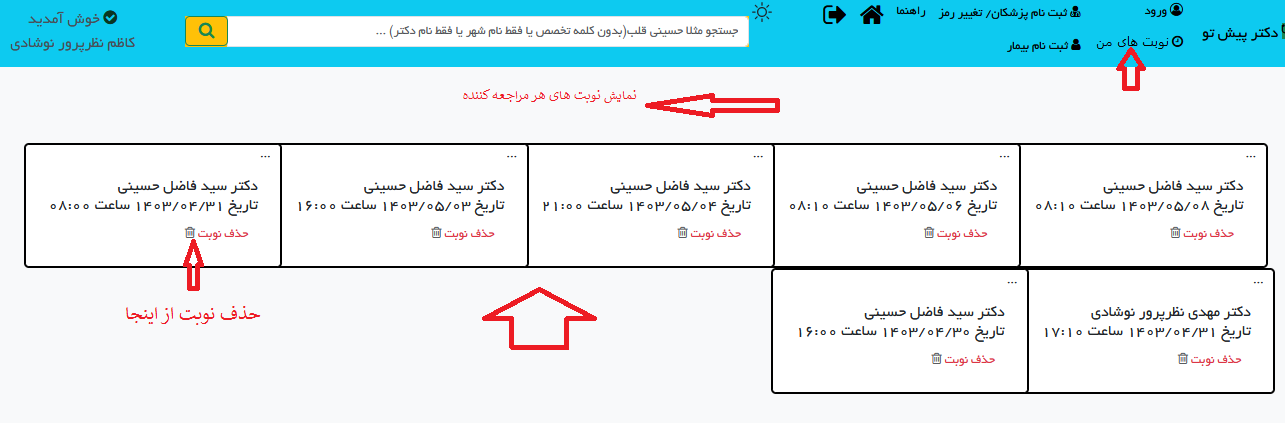 دکتر پیش تو
ورود
نوبت های من
ثبت نام پزشکان/ تغییر رمز
ثبت نام بیمار
راهنما
جستجو مثلا حسینی قلب(بدون کلمه تخصص یا فقط نام شهر یا فقط نام دکتر) ...
خوش آمدید
کاظم نظرپرور نوشادی
نمایش نوبت های هر مراجعه کننده
...
دکتر سید فاضل حسینی
تاریخ ۱۴۰۳/۰۵/۰۸ ساعت ۰۸:۱۰
حذف نوبت
...
دکتر سید فاضل حسینی
تاریخ ۱۴۰۳/۰۵/۰۶ ساعت ۰۸:۱۰
حذف نوبت
...
دکتر سید فاضل حسینی
تاریخ ۱۴۰۳/۰۵/۰۴ ساعت ۲۱:۰۰
حذف نوبت
...
دکتر سید فاضل حسینی
تاریخ ۱۴۰۳/۰۵/۰۳ ساعت ۱۶:۰۰
حذف نوبت
...
دکتر سید فاضل حسینی
تاریخ ۱۴۰۳/۰۴/۳۱ ساعت ۰۸:۰۰
حذف نوبت
...
دکتر مهدی نظرپرور نوشادی
تاریخ ۱۴۰۳/۰۴/۳۱ ساعت ۱۷:۱۰
حذف نوبت
...
دکتر سید فاضل حسینی
تاریخ ۱۴۰۳/۰۴/۳۰ ساعت ۱۶:۰۰
حذف نوبت
حذف نوبت از اینجا